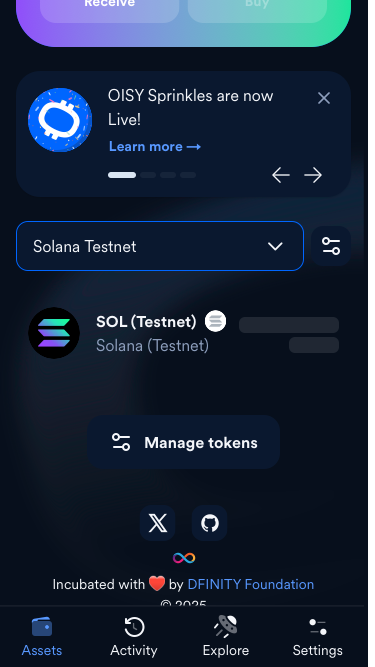 Receive
Buy
OISY Sprinkles are now
Live!
Learn more →
Solana Testnet
SOL (Testnet)
Solana (Testnet)
Manage tokens
Incubated with ❤️ by DFINITY Foundation
© 2025
Assets
Activity
Explore
Settings